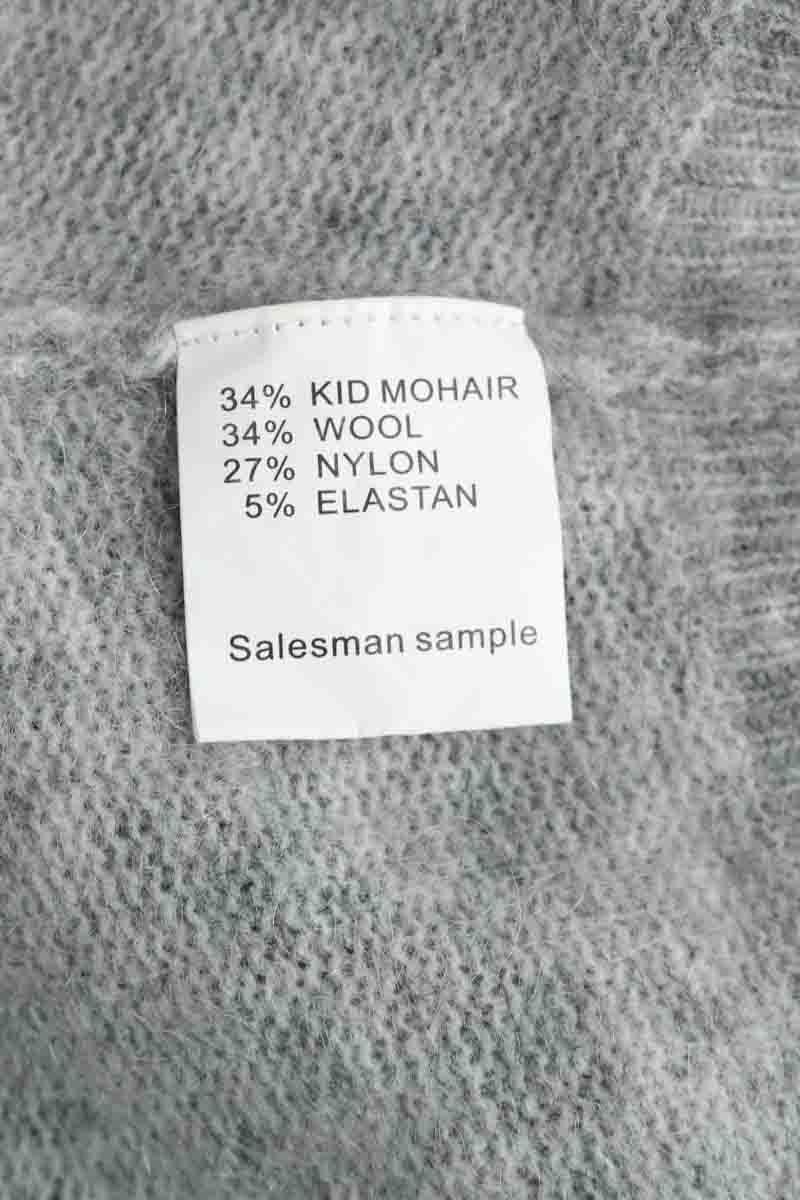 34% KID MOHAIR
34% WOOL
27% NYLON
5% ELASTAN
Salesman sample